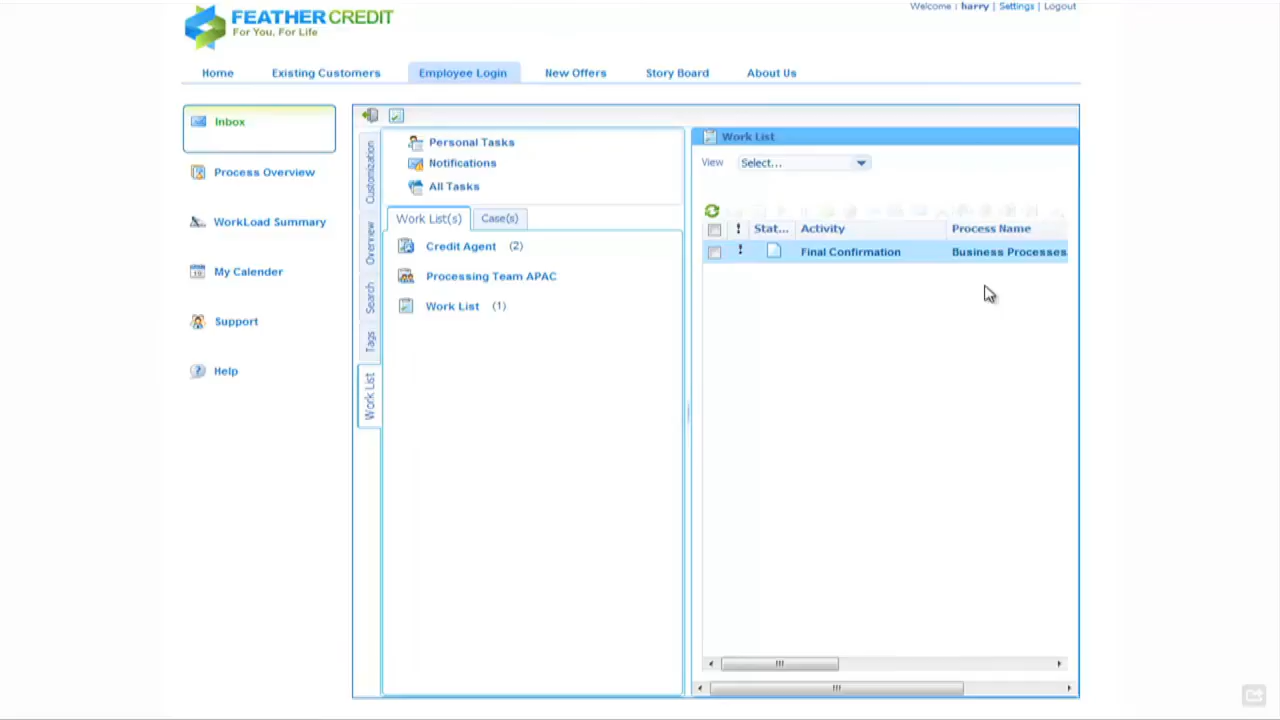 FEATHER CREDIT
For You, For Life
Welcome : harry | Settings | Logout
Home Existing Customers Employee Login New Offers Story Board About Us
Inbox
Process Overview
WorkLoad Summary
My Calender
Support
Help
Customization
Overview
Search
Tags
Work List
Personal Tasks
Notifications
All Tasks
Work List(s) Case(s)
Credit Agent (2)
Processing Team APAC
Work List (1)
Work List
View Select...
! Stat... Activity Process Name
! Final Confirmation Business Processes